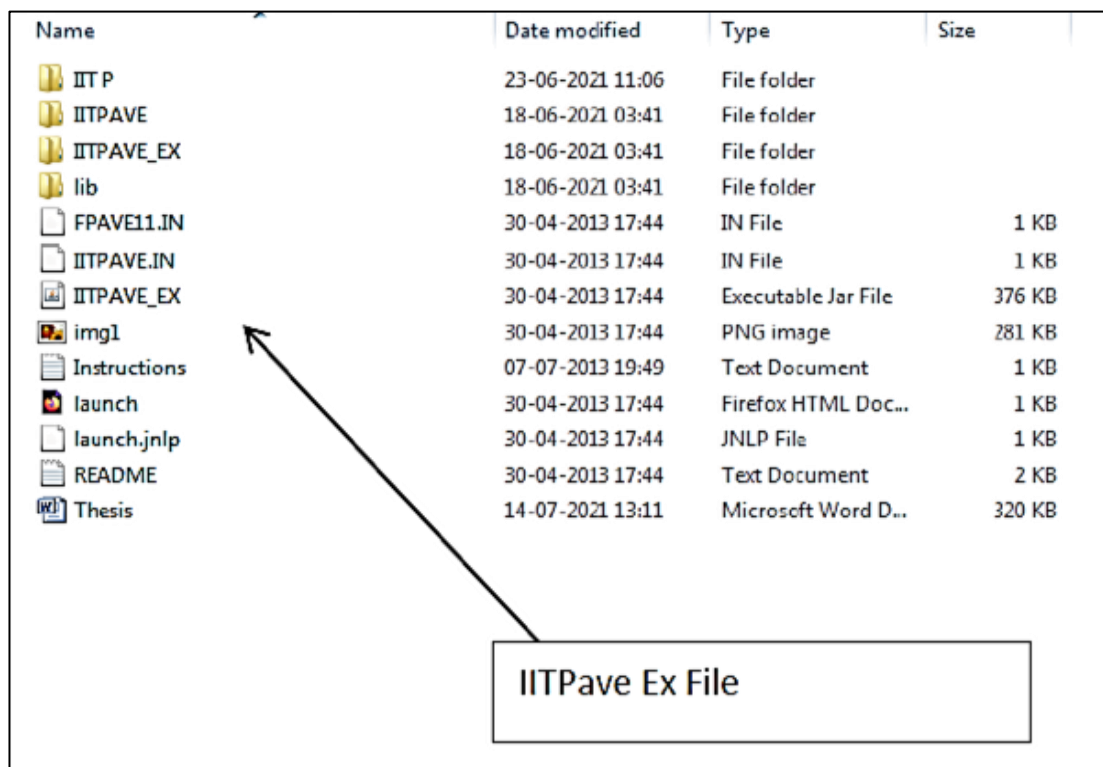 Name Date modified Type Size
IIT P 23-06-2021 11:06 File folder
IITPAVE 18-06-2021 03:41 File folder
IITPAVE_EX 18-06-2021 03:41 File folder
lib 18-06-2021 03:41 File folder
FPAVE11.IN 30-04-2013 17:44 IN File 1 KB
IITPAVE.IN 30-04-2013 17:44 IN File 1 KB
IITPAVE_EX 30-04-2013 17:44 Executable Jar File 376 KB
img1 30-04-2013 17:44 PNG image 281 KB
Instructions 07-07-2013 19:49 Text Document 1 KB
launch 30-04-2013 17:44 Firefox HTML Doc... 1 KB
launch.jnlp 30-04-2013 17:44 JNLP File 1 KB
README 30-04-2013 17:44 Text Document 2 KB
Thesis 14-07-2021 13:11 Microsoft Word D... 320 KB
IITPave Ex File